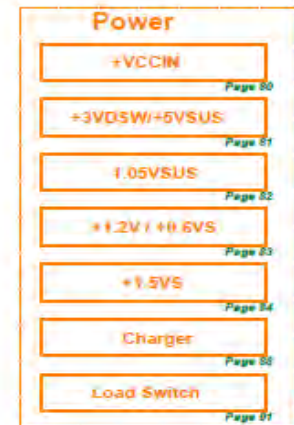 Power
+VCCIN
Page 80
+3VDSW/+5VSUS
Page 81
1.05VSUS
Page 82
+1.2V / +0.6VS
Page 83
+1.5VS
Page 84
Charger
Page 88
Load Switch
Page 91